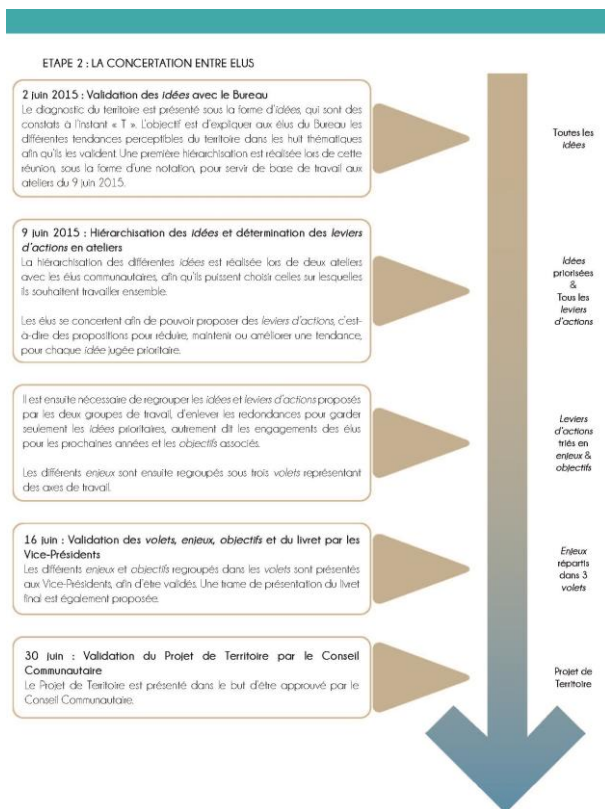 ETAPE 2 : LA CONCERTATION ENTRE ELUS
2 juin 2015 : Validation des idées avec le Bureau
Le diagnostic du territoire est présenté sous la forme d'idées, qui sont des
constats à l'instant « T ». L'objectif est d'expliquer aux élus du Bureau les
différentes tendances perceptibles du territoire dans les huit thématiques
afin qu'ils les valident. Une première hiérarchisation est réalisée lors de cette
réunion, sous la forme d'une notation, pour servir de base de travail aux
ateliers du 9 juin 2015.
Toutes les
idées
9 juin 2015 : Hiérarchisation des idées et détermination des leviers
d'actions en ateliers
La hiérarchisation des différentes idées est réalisée lors de deux ateliers
avec les élus communautaires, afin qu'ils puissent choisir celles sur lesquelles
ils souhaitent travailler ensemble.
Les élus se concertent afin de pouvoir proposer des leviers d'actions, c'est-
à-dire des propositions pour réduire, maintenir ou améliorer une tendance,
pour chaque idée jugée prioritaire.
Idées
priorisées
&
Tous les
leviers
d'actions
Il est ensuite nécessaire de regrouper les idées et leviers d'actions proposés
par les deux groupes de travail, d'enlever les redondances pour garder
seulement les idées prioritaires, autrement dit les engagements des élus
pour les prochaines années et les objectifs associés.
Les différents enjeux sont ensuite regroupés sous trois volets représentant
des axes de travail.
Leviers
d'actions
triés en
enjeux &
objectifs
16 juin : Validation des volets, enjeux, objectifs et du livret par les
Vice-Présidents
Les différents enjeux et objectifs regroupés dans les volets sont présentés
aux Vice-Présidents, afin d'être validés. Une trame de présentation du livret
final est également proposée.
Enjeux
répartis
dans 3
volets
30 juin : Validation du Projet de Territoire par le Conseil
Communautaire
Le Projet de Territoire est présenté dans le but d'être approuvé par le
Conseil Communautaire.
Projet de
Territoire